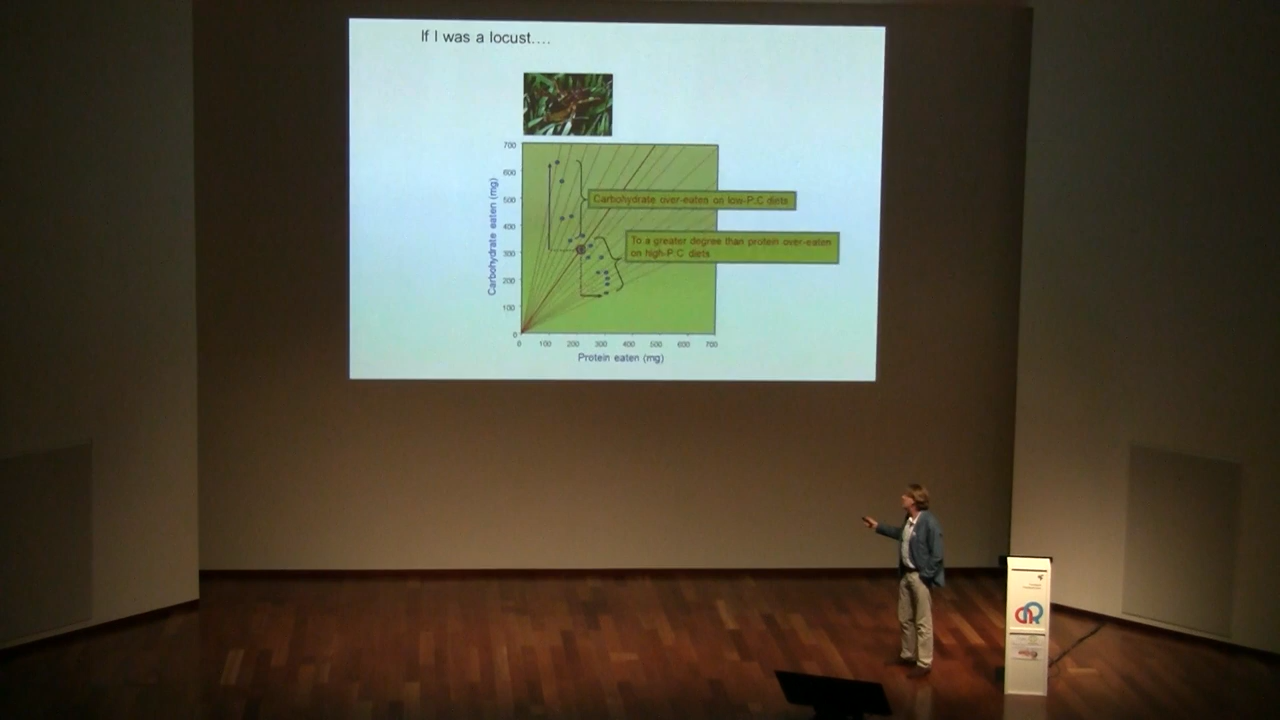 If I was a locust....
700
600
500
400
300
200
100
0
Carbohydrate eaten (mg)
Carbohydrate over-eaten on low-P:C diets
To a greater degree than protein over-eaten
on high-P:C diets
0 100 200 300 400 500 600 700
Protein eaten (mg)